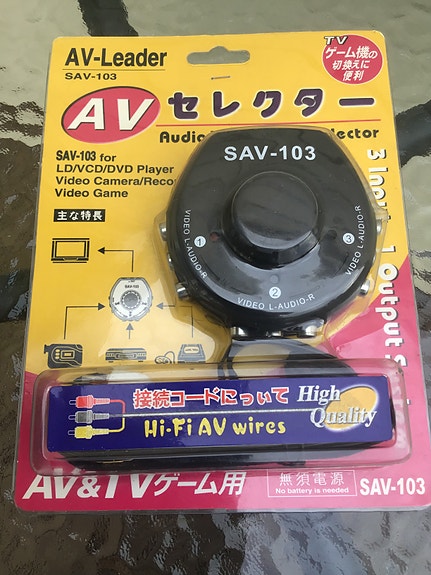 AV-Leader
SAV-103
TV
ゲーム機の
切換えに
便利
AV セレクター
Audio
lector
SAV-103 for
LD/VCD/DVD Player
Video Camera/Reco
Video Game
主な特長
SAV-103
SAV-103
1
VIDEO L-AUDIO-R
2
VIDEO L-AUDIO-R
3
VIDEO L-AUDIO-R
3 In
1 Output S
接続コードについて
Hi-Fi AV wires
High
Quality
AV&TVゲーム用
無須電源
No battery is needed
SAV-103